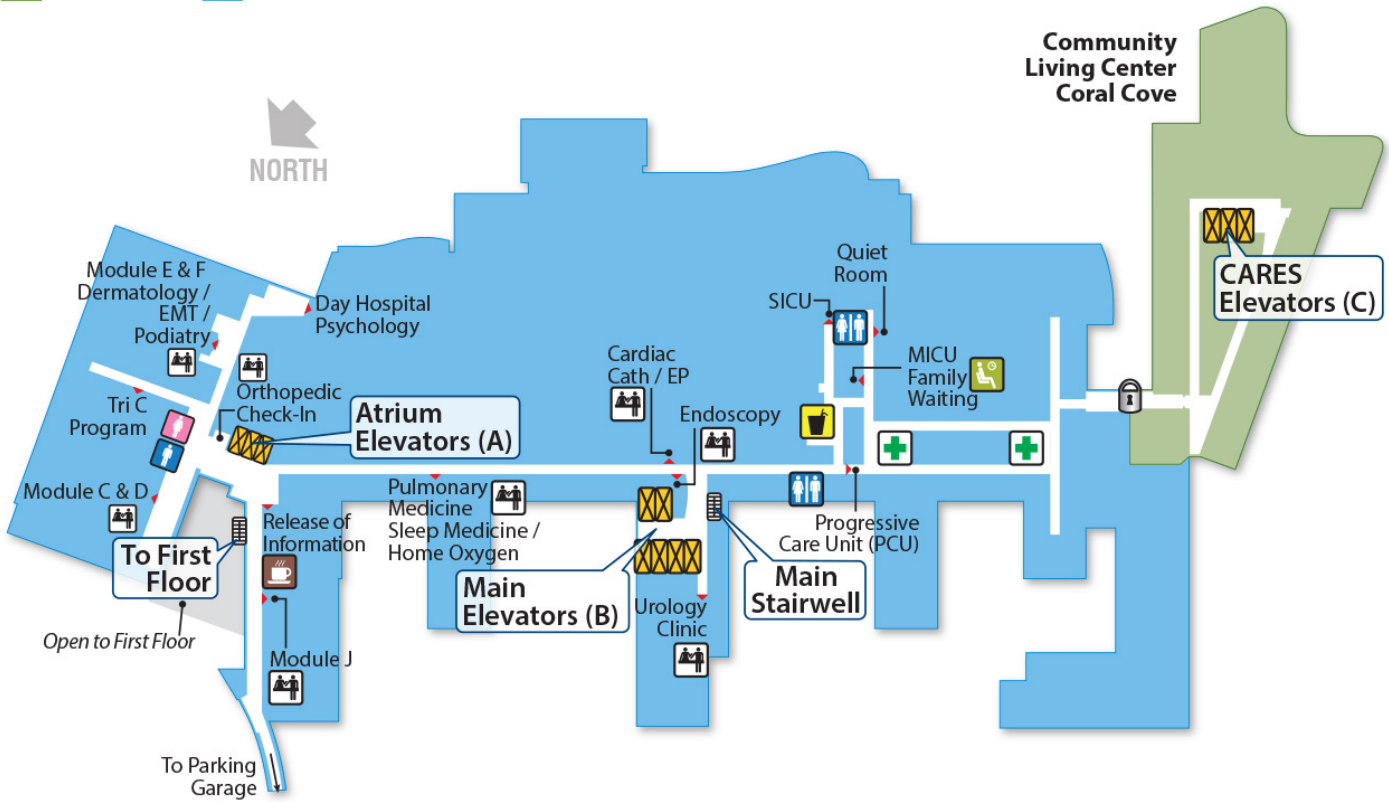 Community
Living Center
Coral Cove
NORTH
Quiet
Room
SICU
CARES
Elevators (C)
Module E & F
Dermatology /
EMT /
Podiatry
Day Hospital
Psychology
Cardiac
Cath / EP
MICU
Family
Waiting
Orthopedic
Check-In
Tri C
Program
Atrium
Elevators (A)
Endoscopy
Module C & D
Pulmonary
Medicine
Sleep Medicine /
Home Oxygen
Release of
Information
Progressive
Care Unit (PCU)
To First
Floor
Main
Elevators (B)
Main
Stairwell
Urology
Clinic
Open to First Floor
Module J
To Parking
Garage